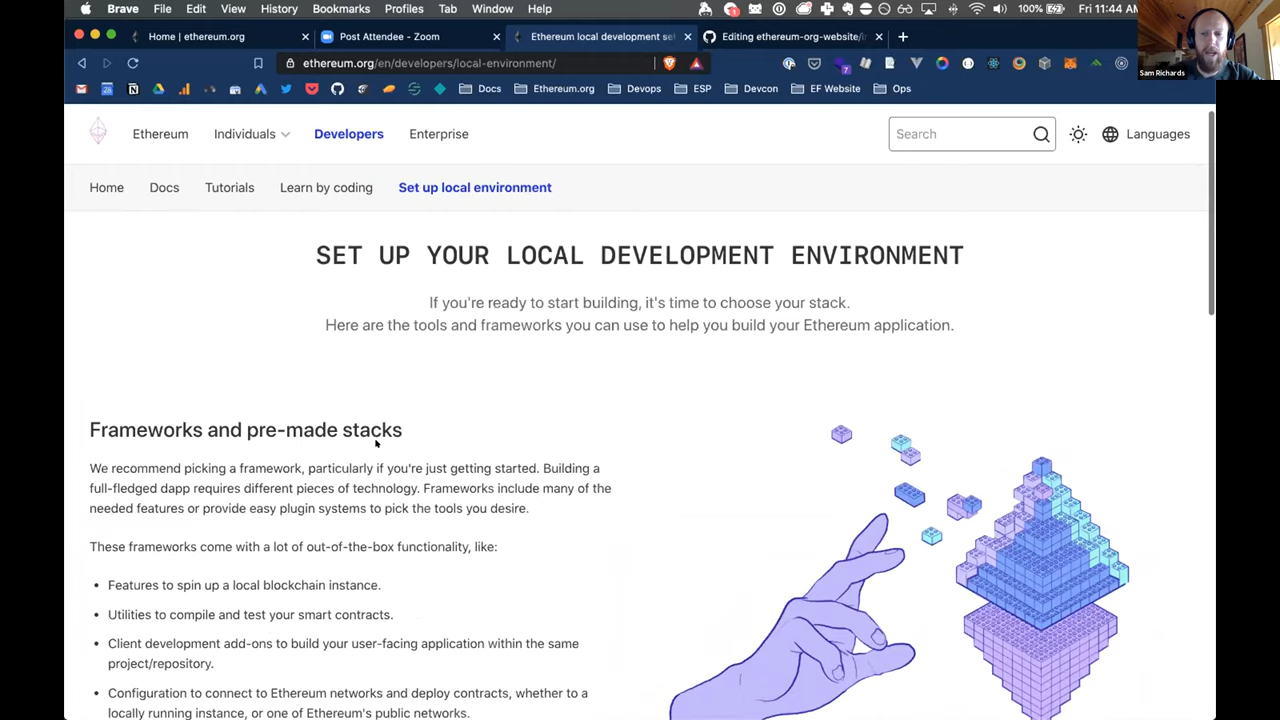 Brave File Edit View History Bookmarks Profiles Tab Window Help 1 100% Fri 11:44 AM
Home | ethereum.org Post Attendee - Zoom Ethereum local development se Editing ethereum-org-website/i
ethereum.org/en/developers/local-environment/
Docs Ethereum.org Devops ESP Devcon EF Website Ops
Sam Richards
Ethereum Individuals Developers Enterprise Search Languages
Home Docs Tutorials Learn by coding Set up local environment
SET UP YOUR LOCAL DEVELOPMENT ENVIRONMENT
If you're ready to start building, it's time to choose your stack.
Here are the tools and frameworks you can use to help you build your Ethereum application.
Frameworks and pre-made stacks
We recommend picking a framework, particularly if you're just getting started. Building a
full-fledged dapp requires different pieces of technology. Frameworks include many of the
needed features or provide easy plugin systems to pick the tools you desire.
These frameworks come with a lot of out-of-the-box functionality, like:
• Features to spin up a local blockchain instance.
• Utilities to compile and test your smart contracts.
• Client development add-ons to build your user-facing application within the same
project/repository.
• Configuration to connect to Ethereum networks and deploy contracts, whether to a
locally running instance, or one of Ethereum's public networks.